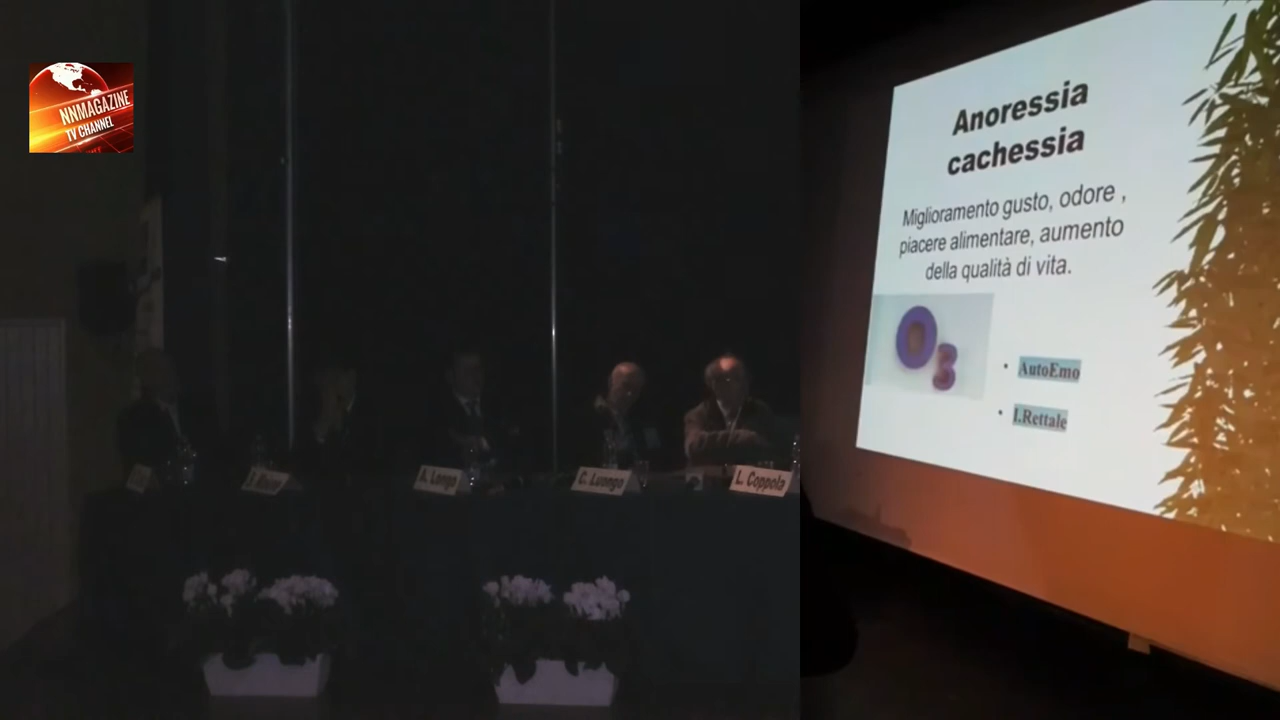 NNMAGAZINE
TV CHANNEL
A. Longo
C. Luongo
L. Coppola
Anoressia
cachessia
Miglioramento gusto, odore ,
piacere alimentare, aumento
della qualità di vita.
• AutoEmo
• I.Rettale